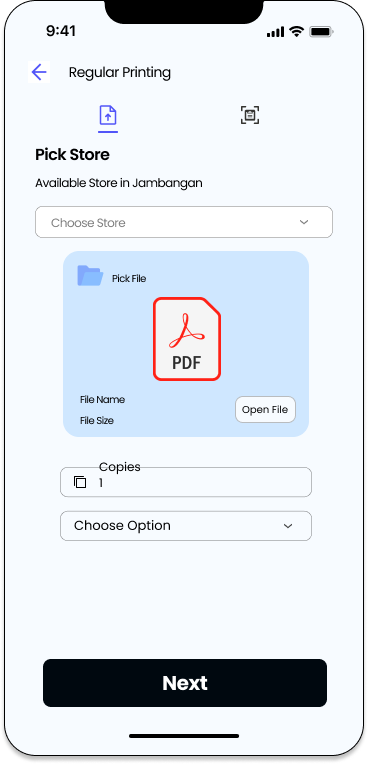 9:41
Regular Printing
Pick Store
Available Store in Jambangan
Choose Store
Pick File
PDF
File Name
File Size
Open File
Copies
1
Choose Option
Next